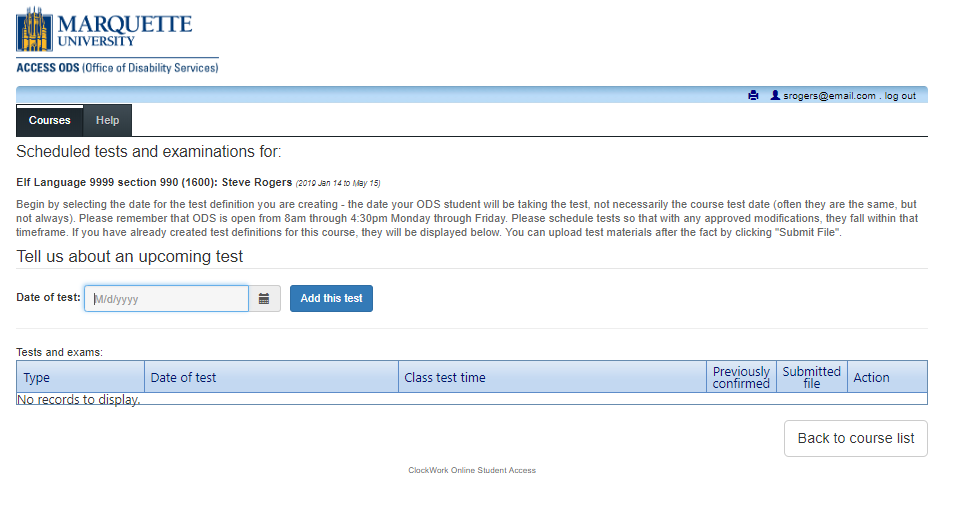 MARQUETTE
UNIVERSITY
ACCESS ODS (Office of Disability Services)
srogers@email.com . log out
Courses Help
Scheduled tests and examinations for:
Elf Language 9999 section 990 (1600): Steve Rogers (2019 Jan 14 to May 15)
Begin by selecting the date for the test definition you are creating - the date your ODS student will be taking the test, not necessarily the course test date (often they are the same, but
not always). Please remember that ODS is open from 8am through 4:30pm Monday through Friday. Please schedule tests so that with any approved modifications, they fall within that
timeframe. If you have already created test definitions for this course, they will be displayed below. You can upload test materials after the fact by clicking "Submit File".
Tell us about an upcoming test
Date of test: M/d/yyyy Add this test
Tests and exams:
Type Date of test Class test time Previously confirmed Submitted file Action
No records to display.
Back to course list
ClockWork Online Student Access